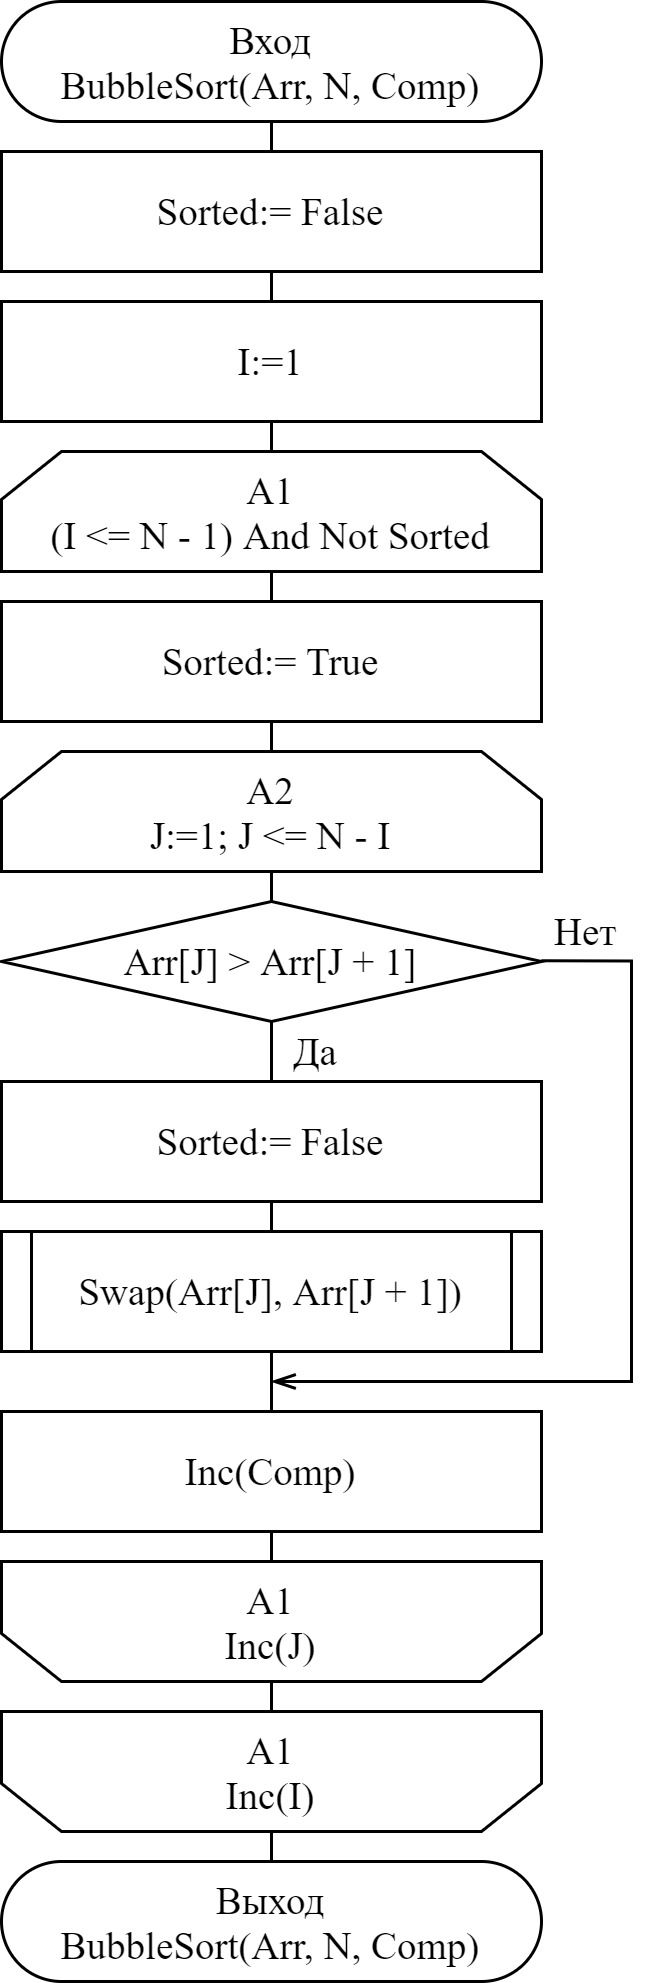 Вход
BubbleSort(Arr, N, Comp)
Sorted:= False
I:=1
A1
(I <= N - 1) And Not Sorted
Sorted:= True
A2
J:=1; J <= N - I
Arr[J] > Arr[J + 1]
Нет
Да
Sorted:= False
Swap(Arr[J], Arr[J + 1])
Inc(Comp)
A1
Inc(J)
A1
Inc(I)
Выход
BubbleSort(Arr, N, Comp)